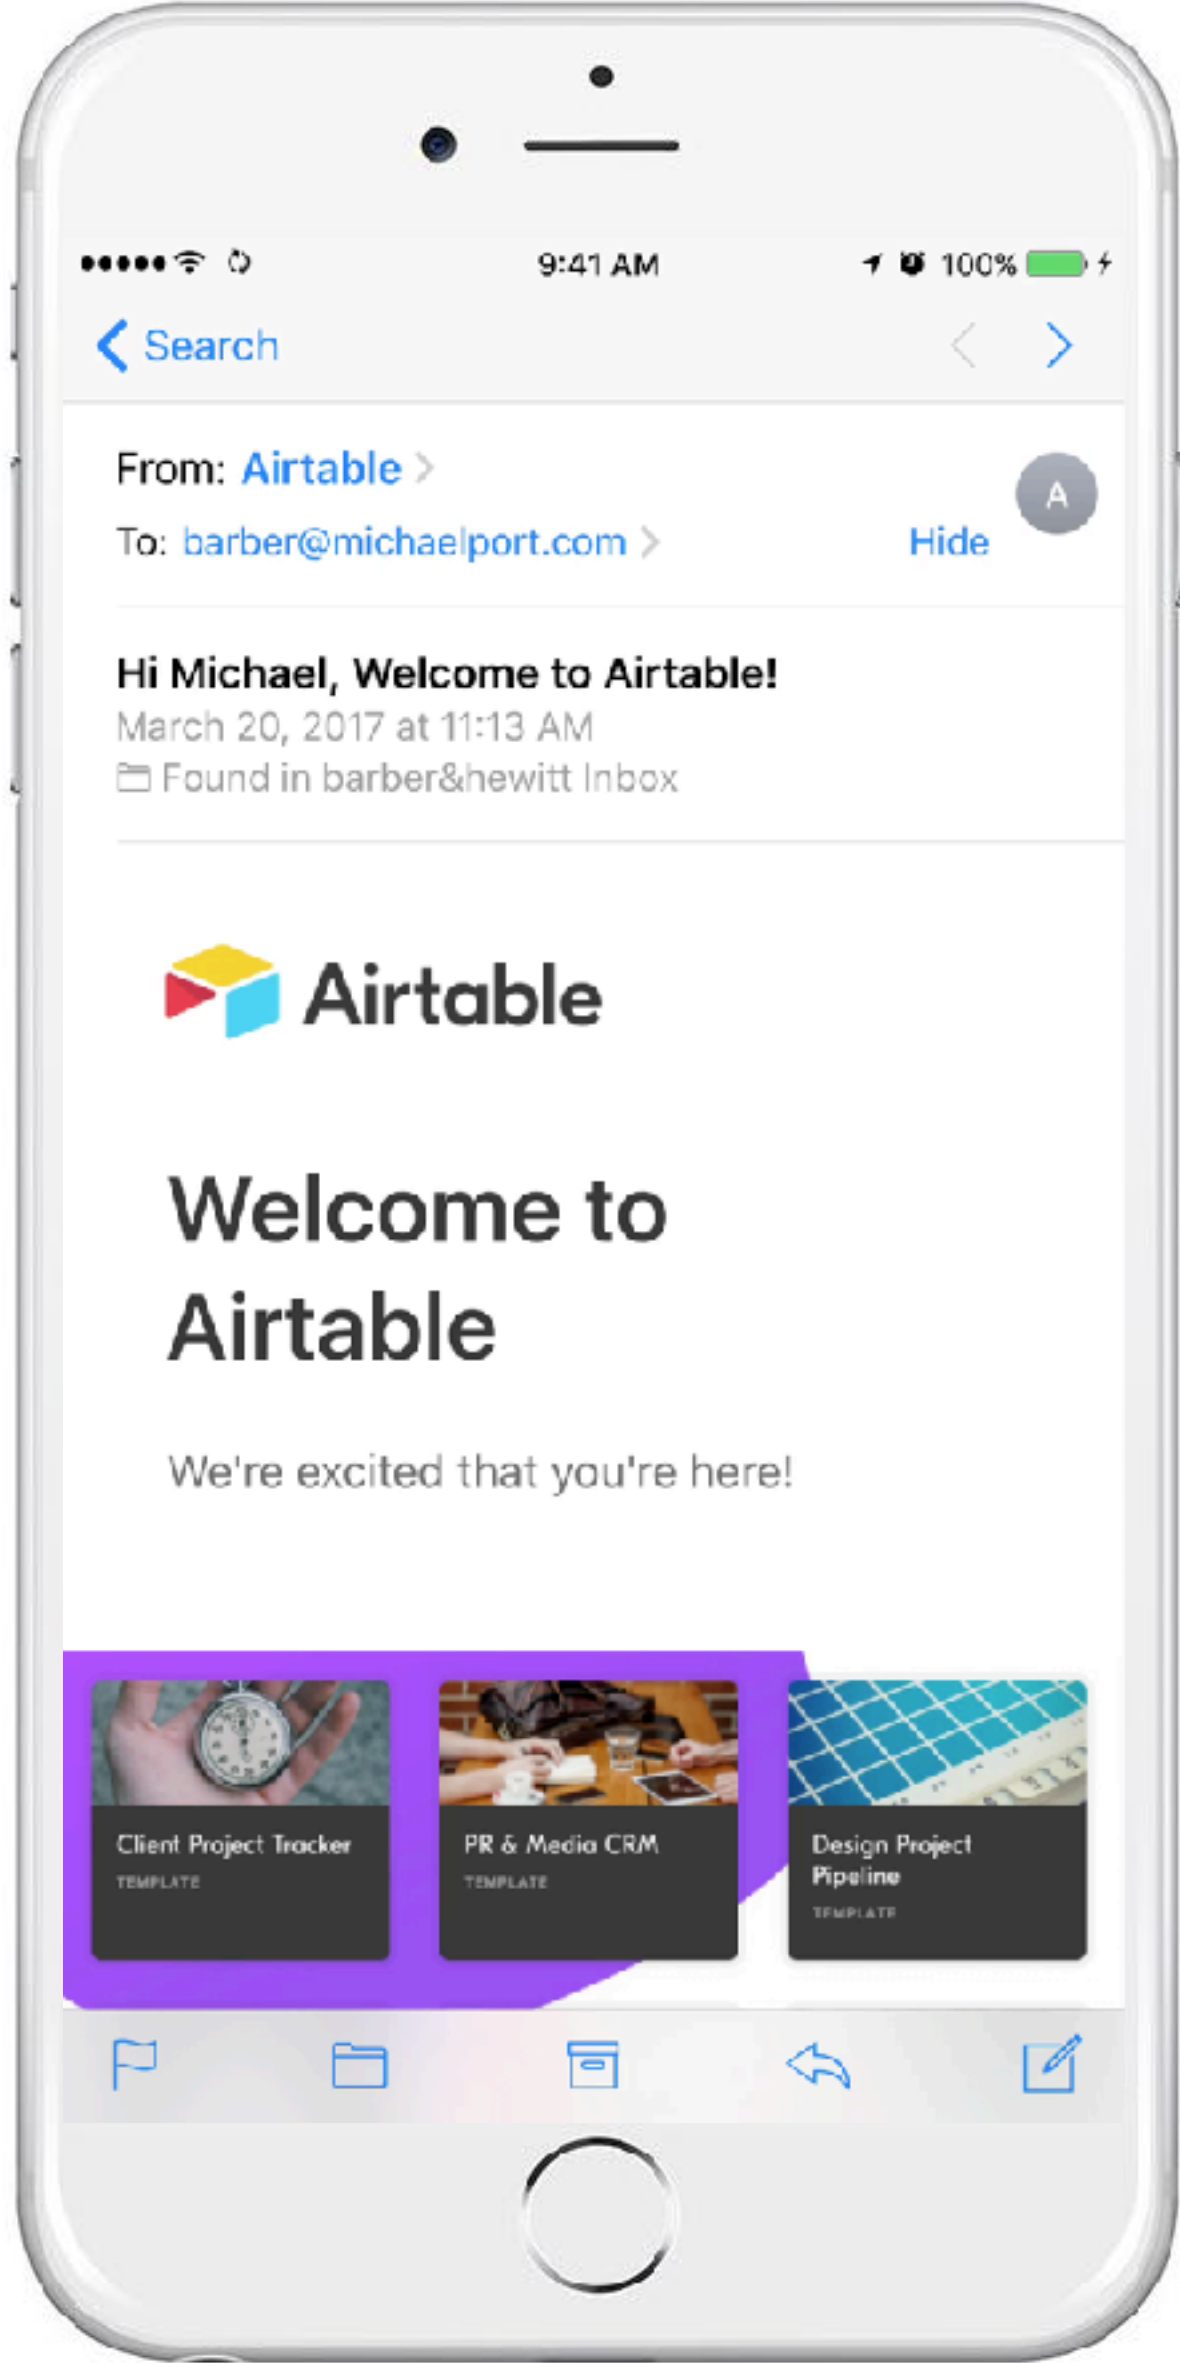 9:41 AM
100%
Search
From: Airtable
A
To: barber@michaelport.com
Hide
Hi Michael, Welcome to Airtable!
March 20, 2017 at 11:13 AM
Found in barber&hewitt Inbox
Airtable
Welcome to
Airtable
We're excited that you're here!
Client Project Tracker
TEMPLATE
PR & Media CRM
TEMPLATE
Design Project
Pipeline
TEMPLATE